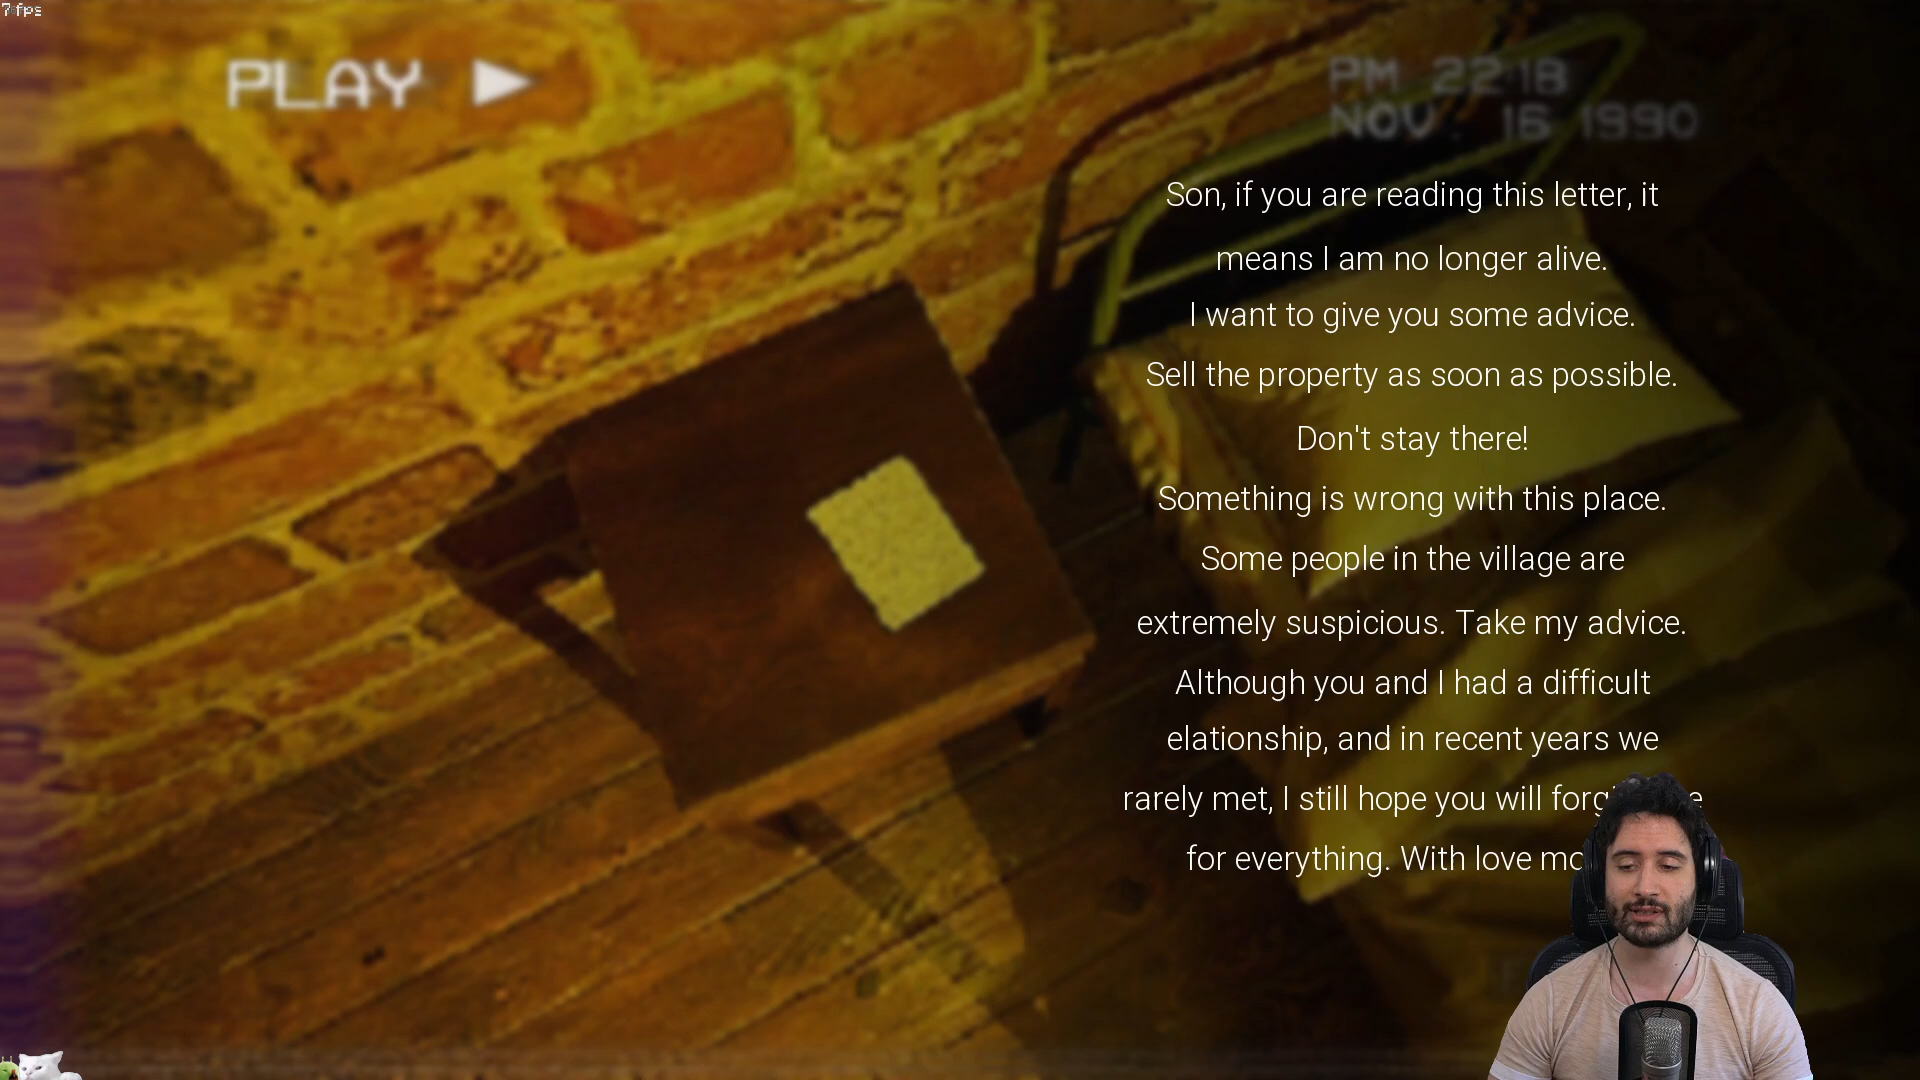 7 fps
PLAY
PM 22:18
NOV. 16 1990
Son, if you are reading this letter, it
means I am no longer alive.
I want to give you some advice.
Sell the property as soon as possible.
Don't stay there!
Something is wrong with this place.
Some people in the village are
extremely suspicious. Take my advice.
Although you and I had a difficult
elationship, and in recent years we
rarely met, I still hope you will
for everything. With love